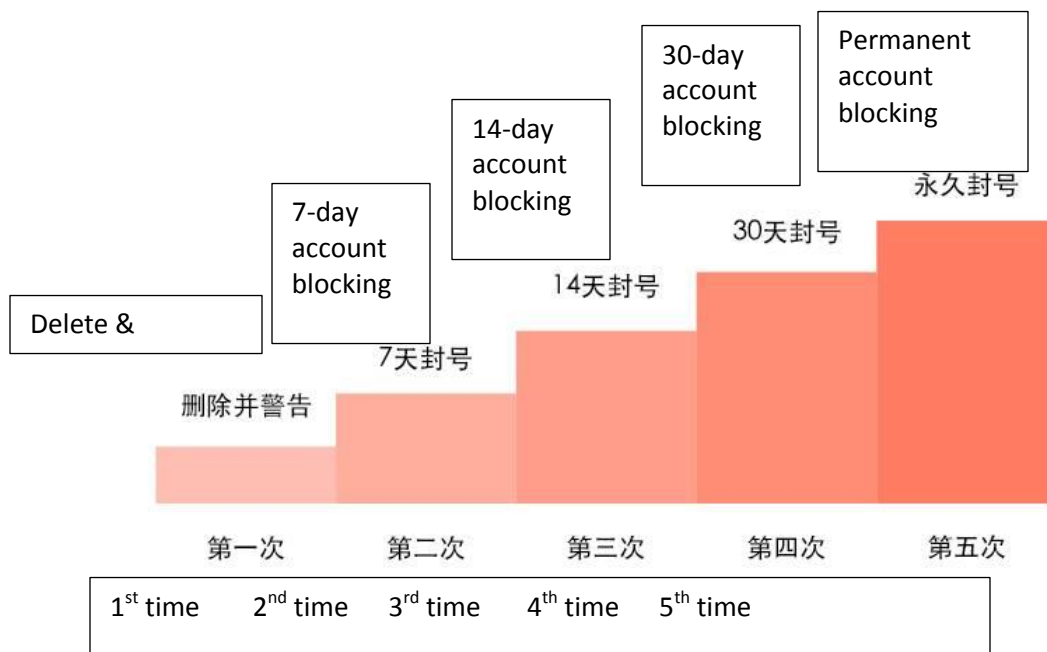 Permanent
account
blocking
30-day
account
blocking
14-day
account
blocking
永久封号
7-day
account
blocking
30天封号
14天封号
Delete &
7天封号
删除并警告
第一次 第二次 第三次 第四次 第五次
1st time 2nd time 3rd time 4th time 5th time